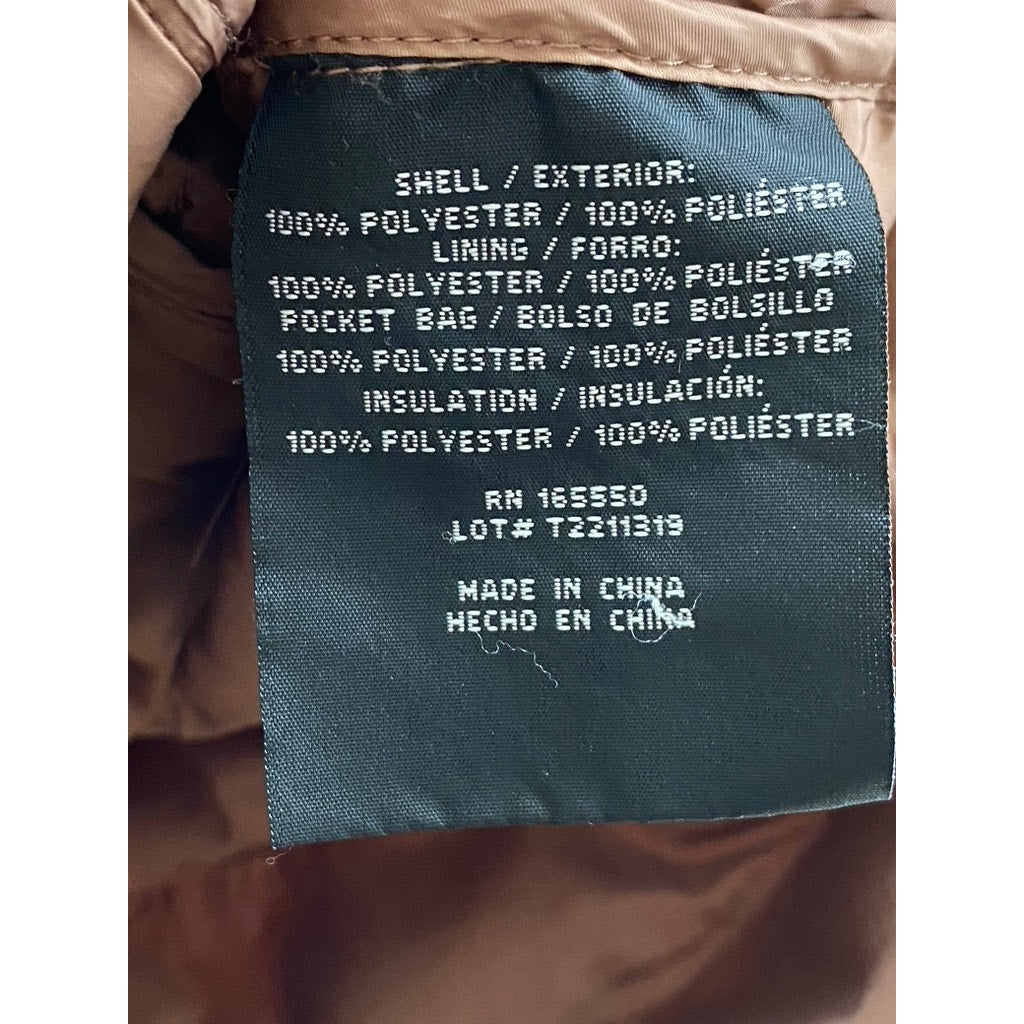 SHELL / EXTERIOR:
100% POLYESTER / 100% POLIÉSTER
LINING / FORRO:
100% POLYESTER / 100% POLIÉSTER
POCKET BAG / BOLSO DE BOLSILLO
100% POLYESTER / 100% POLIÉSTER
INSULATION / INSULACIÓN:
100% POLYESTER / 100% POLIÉSTER
RN 165550
LOT# T2211319
MADE IN CHINA
HECHO EN CHINA